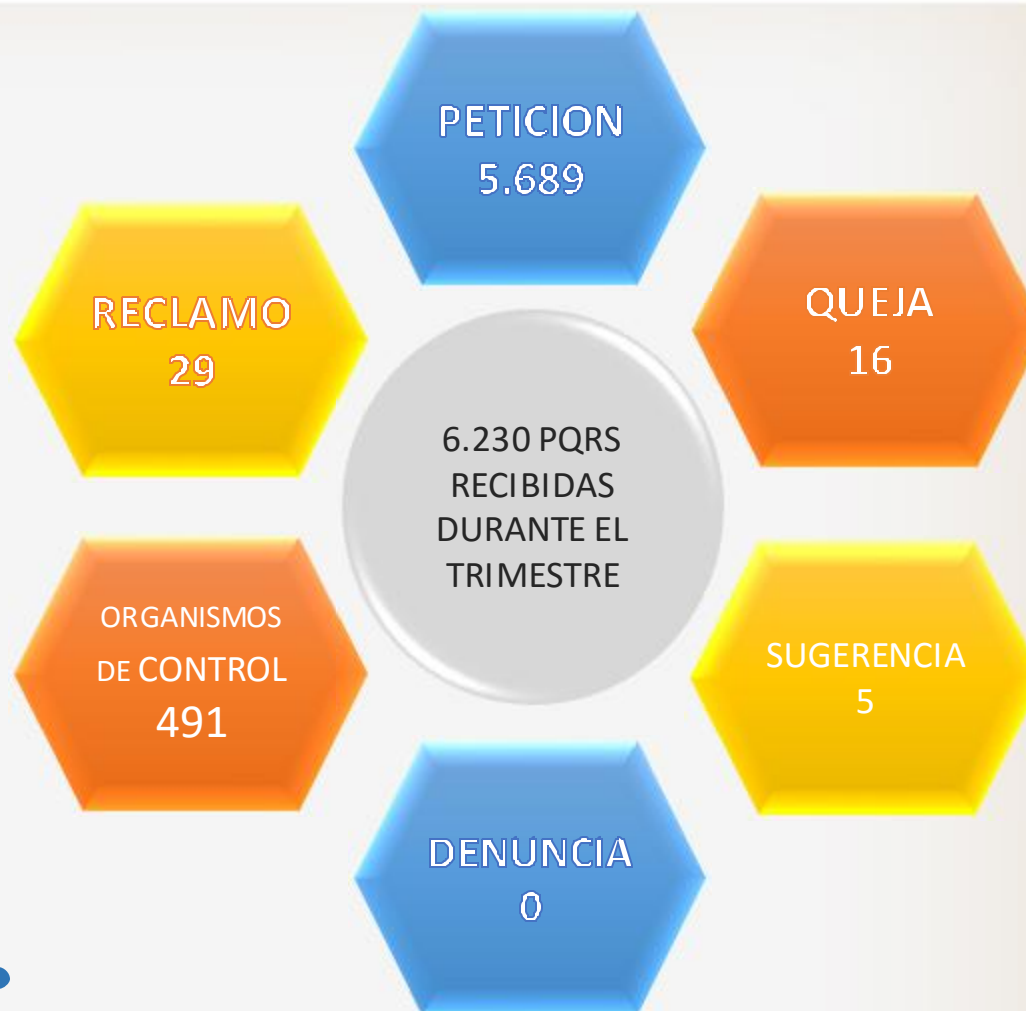 PETICION
5.689
QUEJA
16
SUGERENCIA
5
DENUNCIA
0
ORGANISMOS
DE CONTROL
491
RECLAMO
29
6.230 PQRS
RECIBIDAS
DURANTE EL
TRIMESTRE